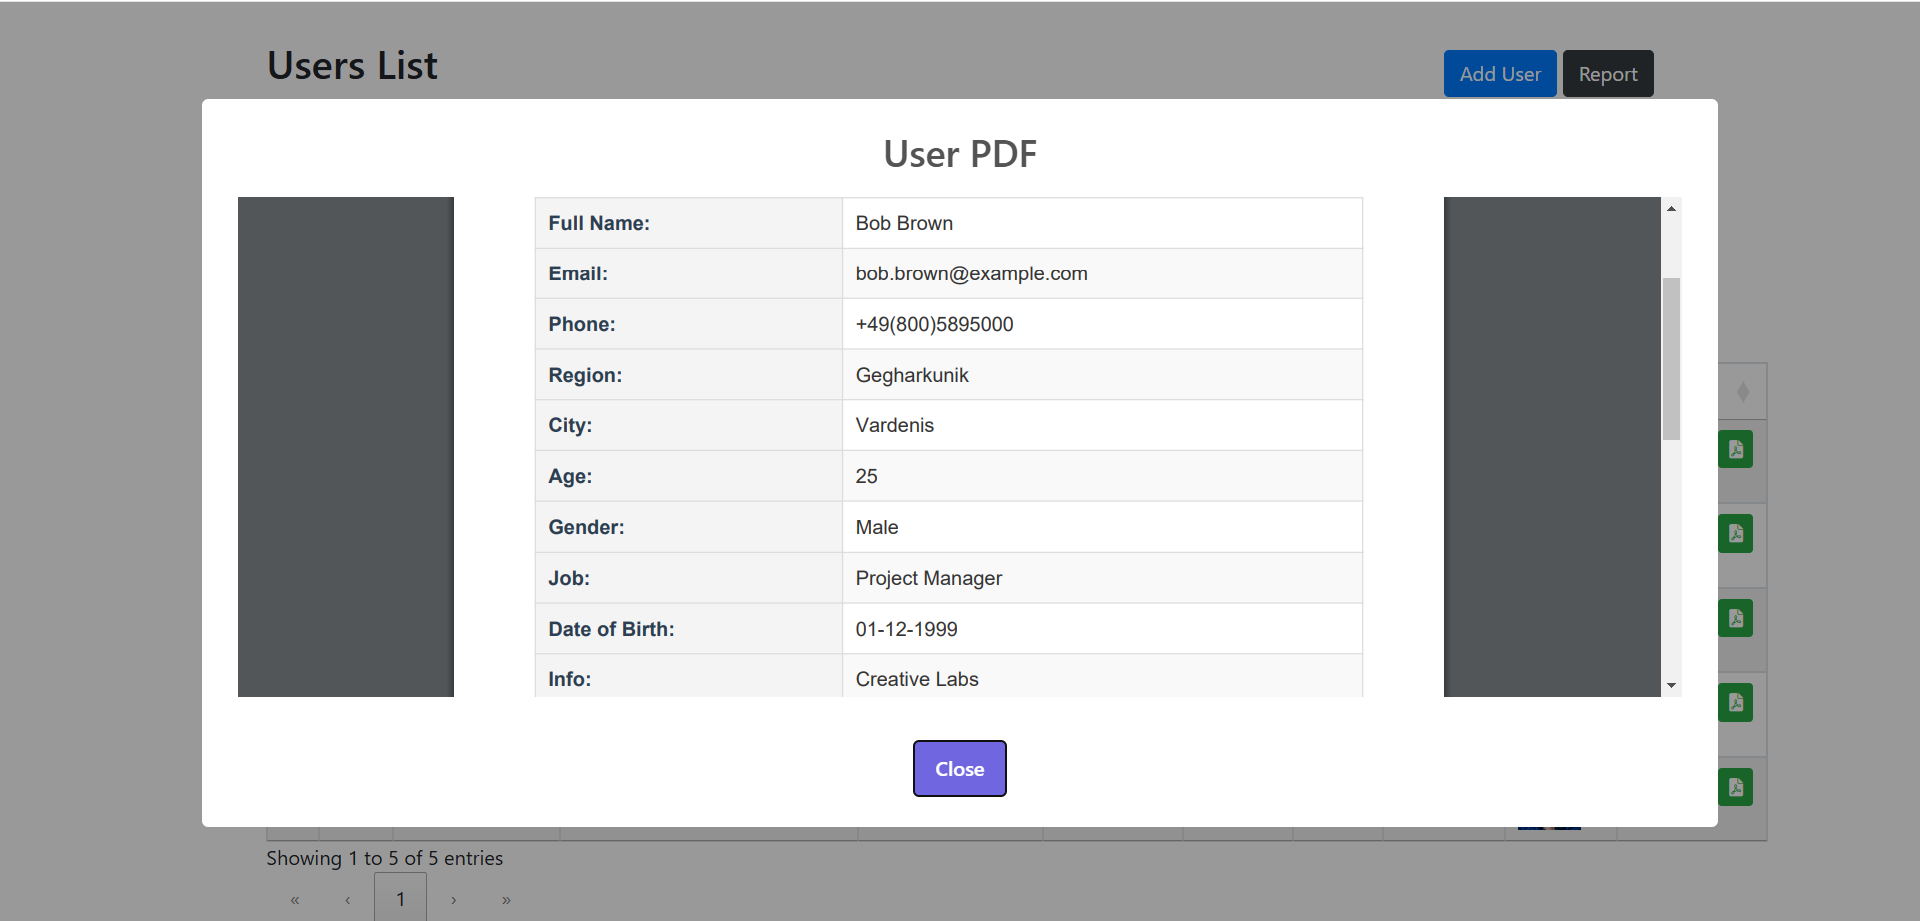 Users List
Add User
Report
User PDF
Full Name: Bob Brown
Email: bob.brown@example.com
Phone: +49(800)5895000
Region: Gegharkunik
City: Vardenis
Age: 25
Gender: Male
Job: Project Manager
Date of Birth: 01-12-1999
Info: Creative Labs
Close
Showing 1 to 5 of 5 entries
« ‹ 1 › »